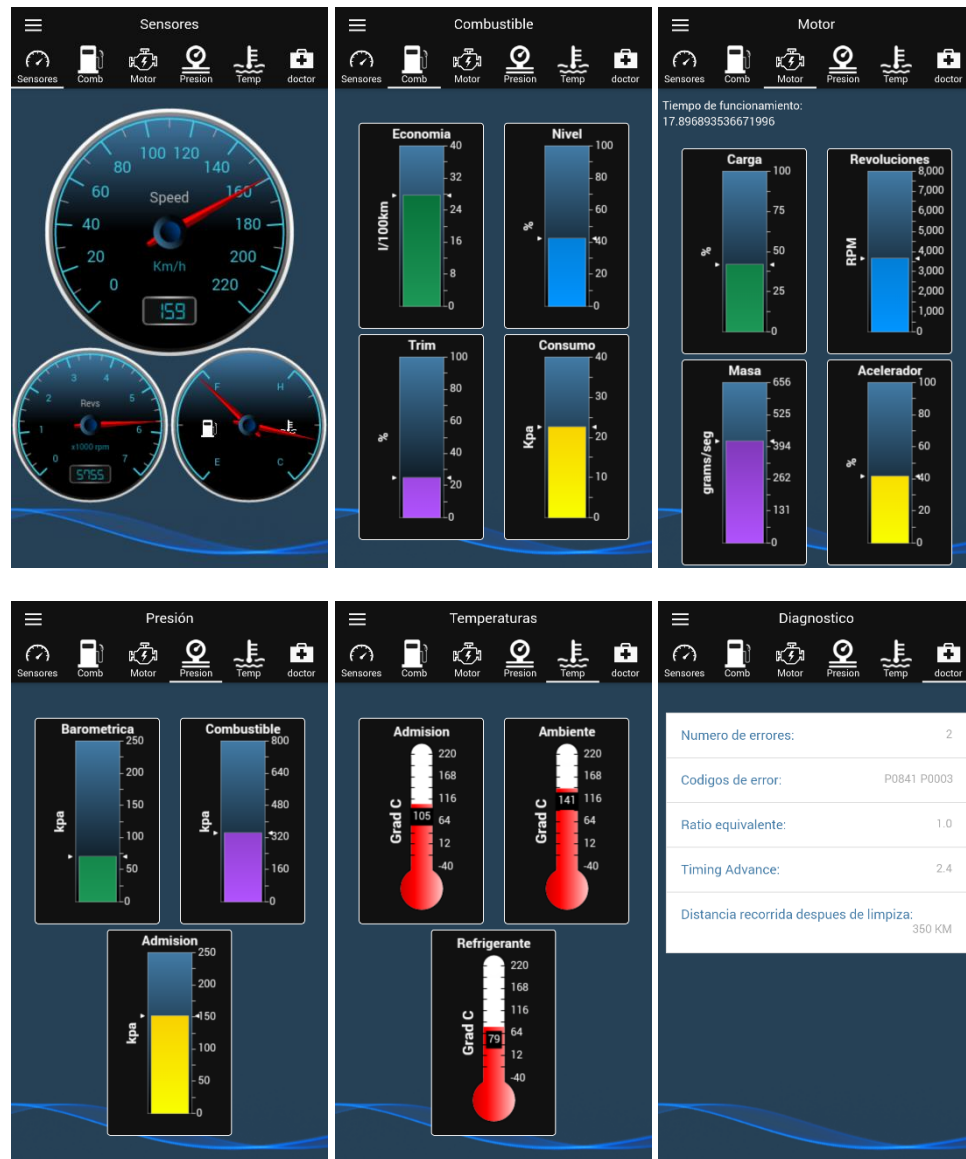 Sensores
Sensores Comb Motor Presion Temp doctor
0 20 40 60 80 100 120 140 160 180 200 220
Speed
Km/h
159
0 1 2 3 4 5 6 7
Revs
x1000 rpm
5755
F H
E C
Combustible
Sensores Comb Motor Presion Temp doctor
Economia
l/100km
40
32
24
16
8
0
Nivel
%
100
80
60
40
20
0
Trim
%
100
80
60
40
20
0
Consumo
Kpa
40
30
20
10
0
Motor
Sensores Comb Motor Presion Temp doctor
Tiempo de funcionamiento:
17.896893536671996
Carga
%
100
75
50
25
0
Revoluciones
RPM
8,000
7,000
6,000
5,000
4,000
3,000
2,000
1,000
0
Masa
grams/seg
656
525
394
262
131
0
Acelerador
%
100
80
60
40
20
0
Presión
Sensores Comb Motor Presion Temp doctor
Barometrica
kpa
250
200
150
100
50
0
Combustible
kpa
800
640
480
320
160
0
Admision
kpa
250
200
150
100
50
0
Temperaturas
Sensores Comb Motor Presion Temp doctor
Admision
Grad C
220
168
116
105
64
12
-40
Ambiente
Grad C
220
168
141
116
64
12
-40
Refrigerante
Grad C
220
168
116
79
64
12
-40
Diagnostico
Sensores Comb Motor Presion Temp doctor
Numero de errores: 2
Codigos de error: P0841 P0003
Ratio equivalente: 1.0
Timing Advance: 2.4
Distancia recorrida despues de limpiza:
350 KM